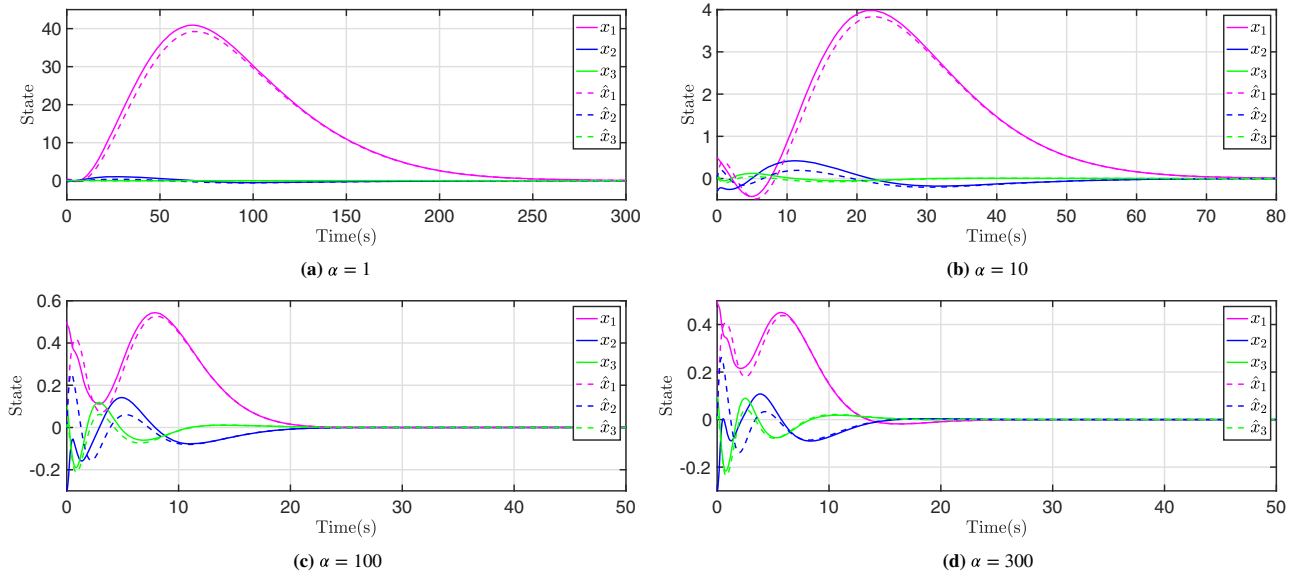 40
30
20
10
0
State
0 50 100 150 200 250 300
Time(s)
x₁
x₂
x₃
x̂₁
x̂₂
x̂₃
(a) α = 1
4
3
2
1
0
State
0 10 20 30 40 50 60 70 80
Time(s)
x₁
x₂
x₃
x̂₁
x̂₂
x̂₃
(b) α = 10
0.6
0.4
0.2
0
-0.2
State
0 10 20 30 40 50
Time(s)
x₁
x₂
x₃
x̂₁
x̂₂
x̂₃
(c) α = 100
0.4
0.2
0
-0.2
State
0 10 20 30 40 50
Time(s)
x₁
x₂
x₃
x̂₁
x̂₂
x̂₃
(d) α = 300